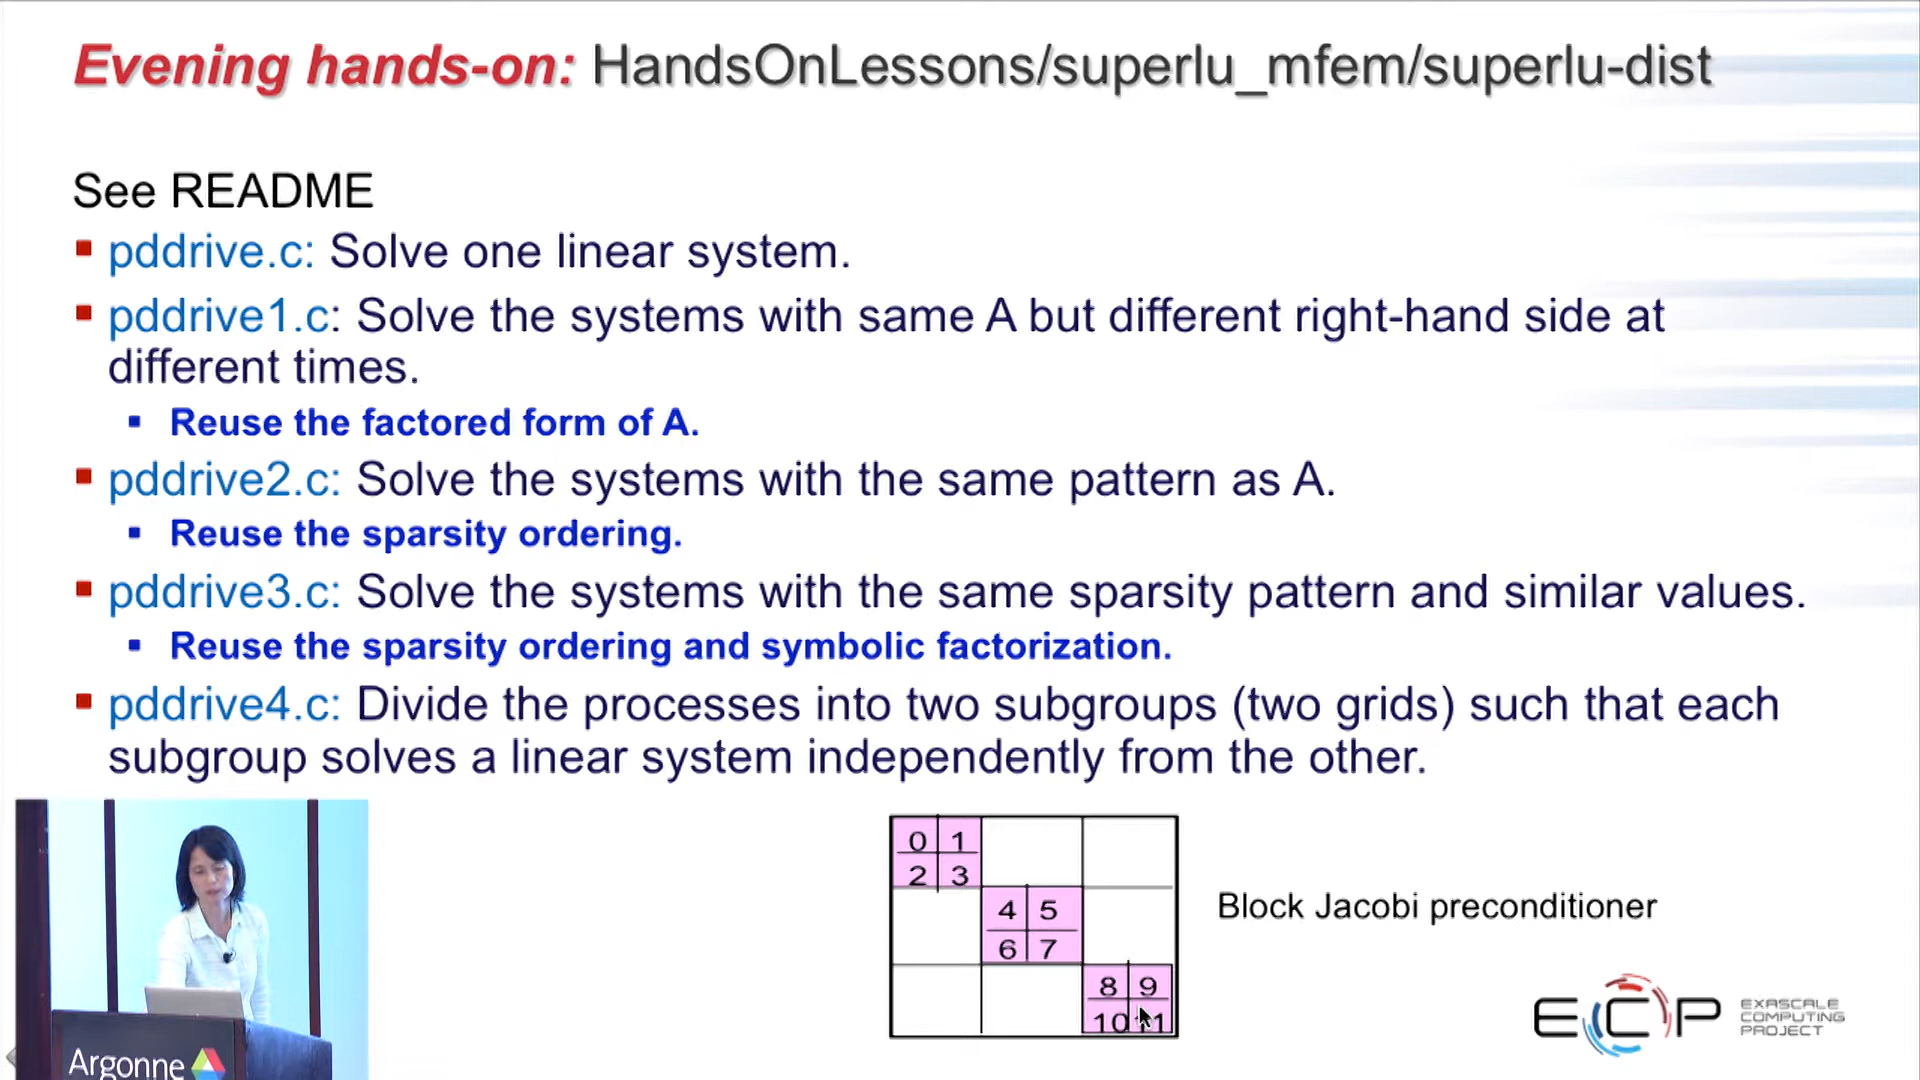 Evening hands-on: HandsOnLessons/superlu_mfem/superlu-dist
See README
pddrive.c: Solve one linear system.
pddrive1.c: Solve the systems with same A but different right-hand side at
different times.
Reuse the factored form of A.
pddrive2.c: Solve the systems with the same pattern as A.
Reuse the sparsity ordering.
pddrive3.c: Solve the systems with the same sparsity pattern and similar values.
Reuse the sparsity ordering and symbolic factorization.
pddrive4.c: Divide the processes into two subgroups (two grids) such that each
subgroup solves a linear system independently from the other.
0 1
2 3
4 5
6 7
8 9
10 11
Block Jacobi preconditioner
ECP EXASCALE
COMPUTING
PROJECT
Argonne